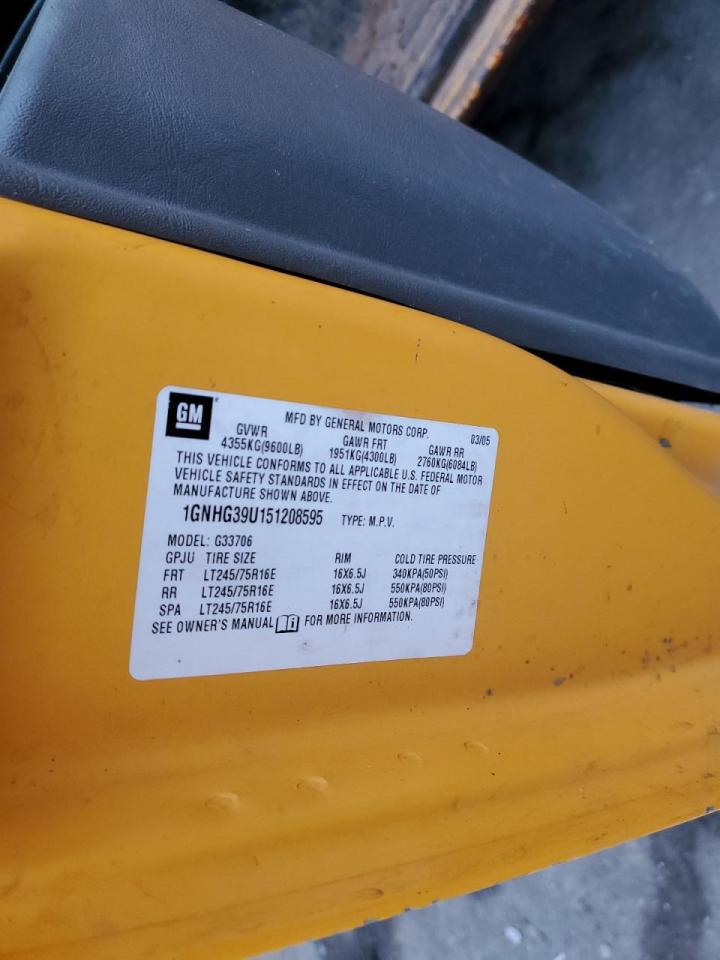 GM
MFD BY GENERAL MOTORS CORP. 03/05
GVWR GAWR FRT GAWR RR
4355KG(9600LB) 1951KG(4300LB) 2760KG(6084LB)
THIS VEHICLE CONFORMS TO ALL APPLICABLE U.S. FEDERAL MOTOR
VEHICLE SAFETY STANDARDS IN EFFECT ON THE DATE OF
MANUFACTURE SHOWN ABOVE.
1GNHG39U151208595 TYPE: M.P.V.
MODEL: G33706
GPJU TIRE SIZE RIM COLD TIRE PRESSURE
FRT LT245/75R16E 16X6.5J 340KPA(50PSI)
RR LT245/75R16E 16X6.5J 550KPA(80PSI)
SPA LT245/75R16E 16X6.5J 550KPA(80PSI)
SEE OWNER'S MANUAL FOR MORE INFORMATION.